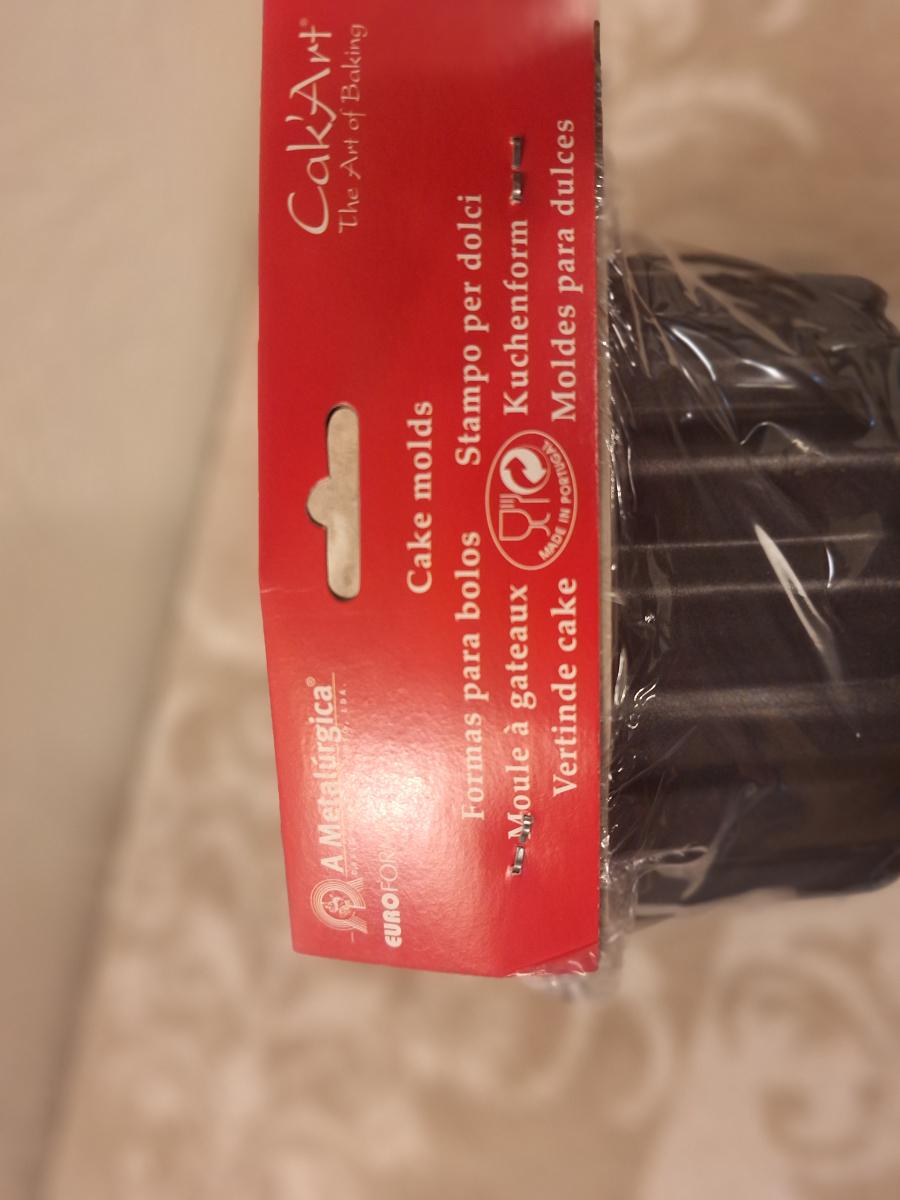 A Metalúrgica®
EURO
Cak'Art®
The Art of Baking
Cake molds
Formas para bolos
Stampo per dolci
Moule à gateaux
Kuchenform
Vertinde cake
Moldes para dulces
MADE IN PORTUGAL